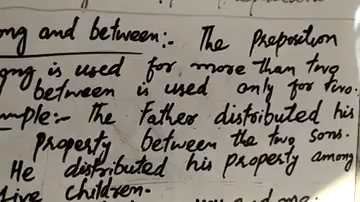 ong and between:- The preposition
ong is used for more than two
between is used only for two.
mple:- The Father distributed his
property between the two sons.
He distributed his property among
five children.